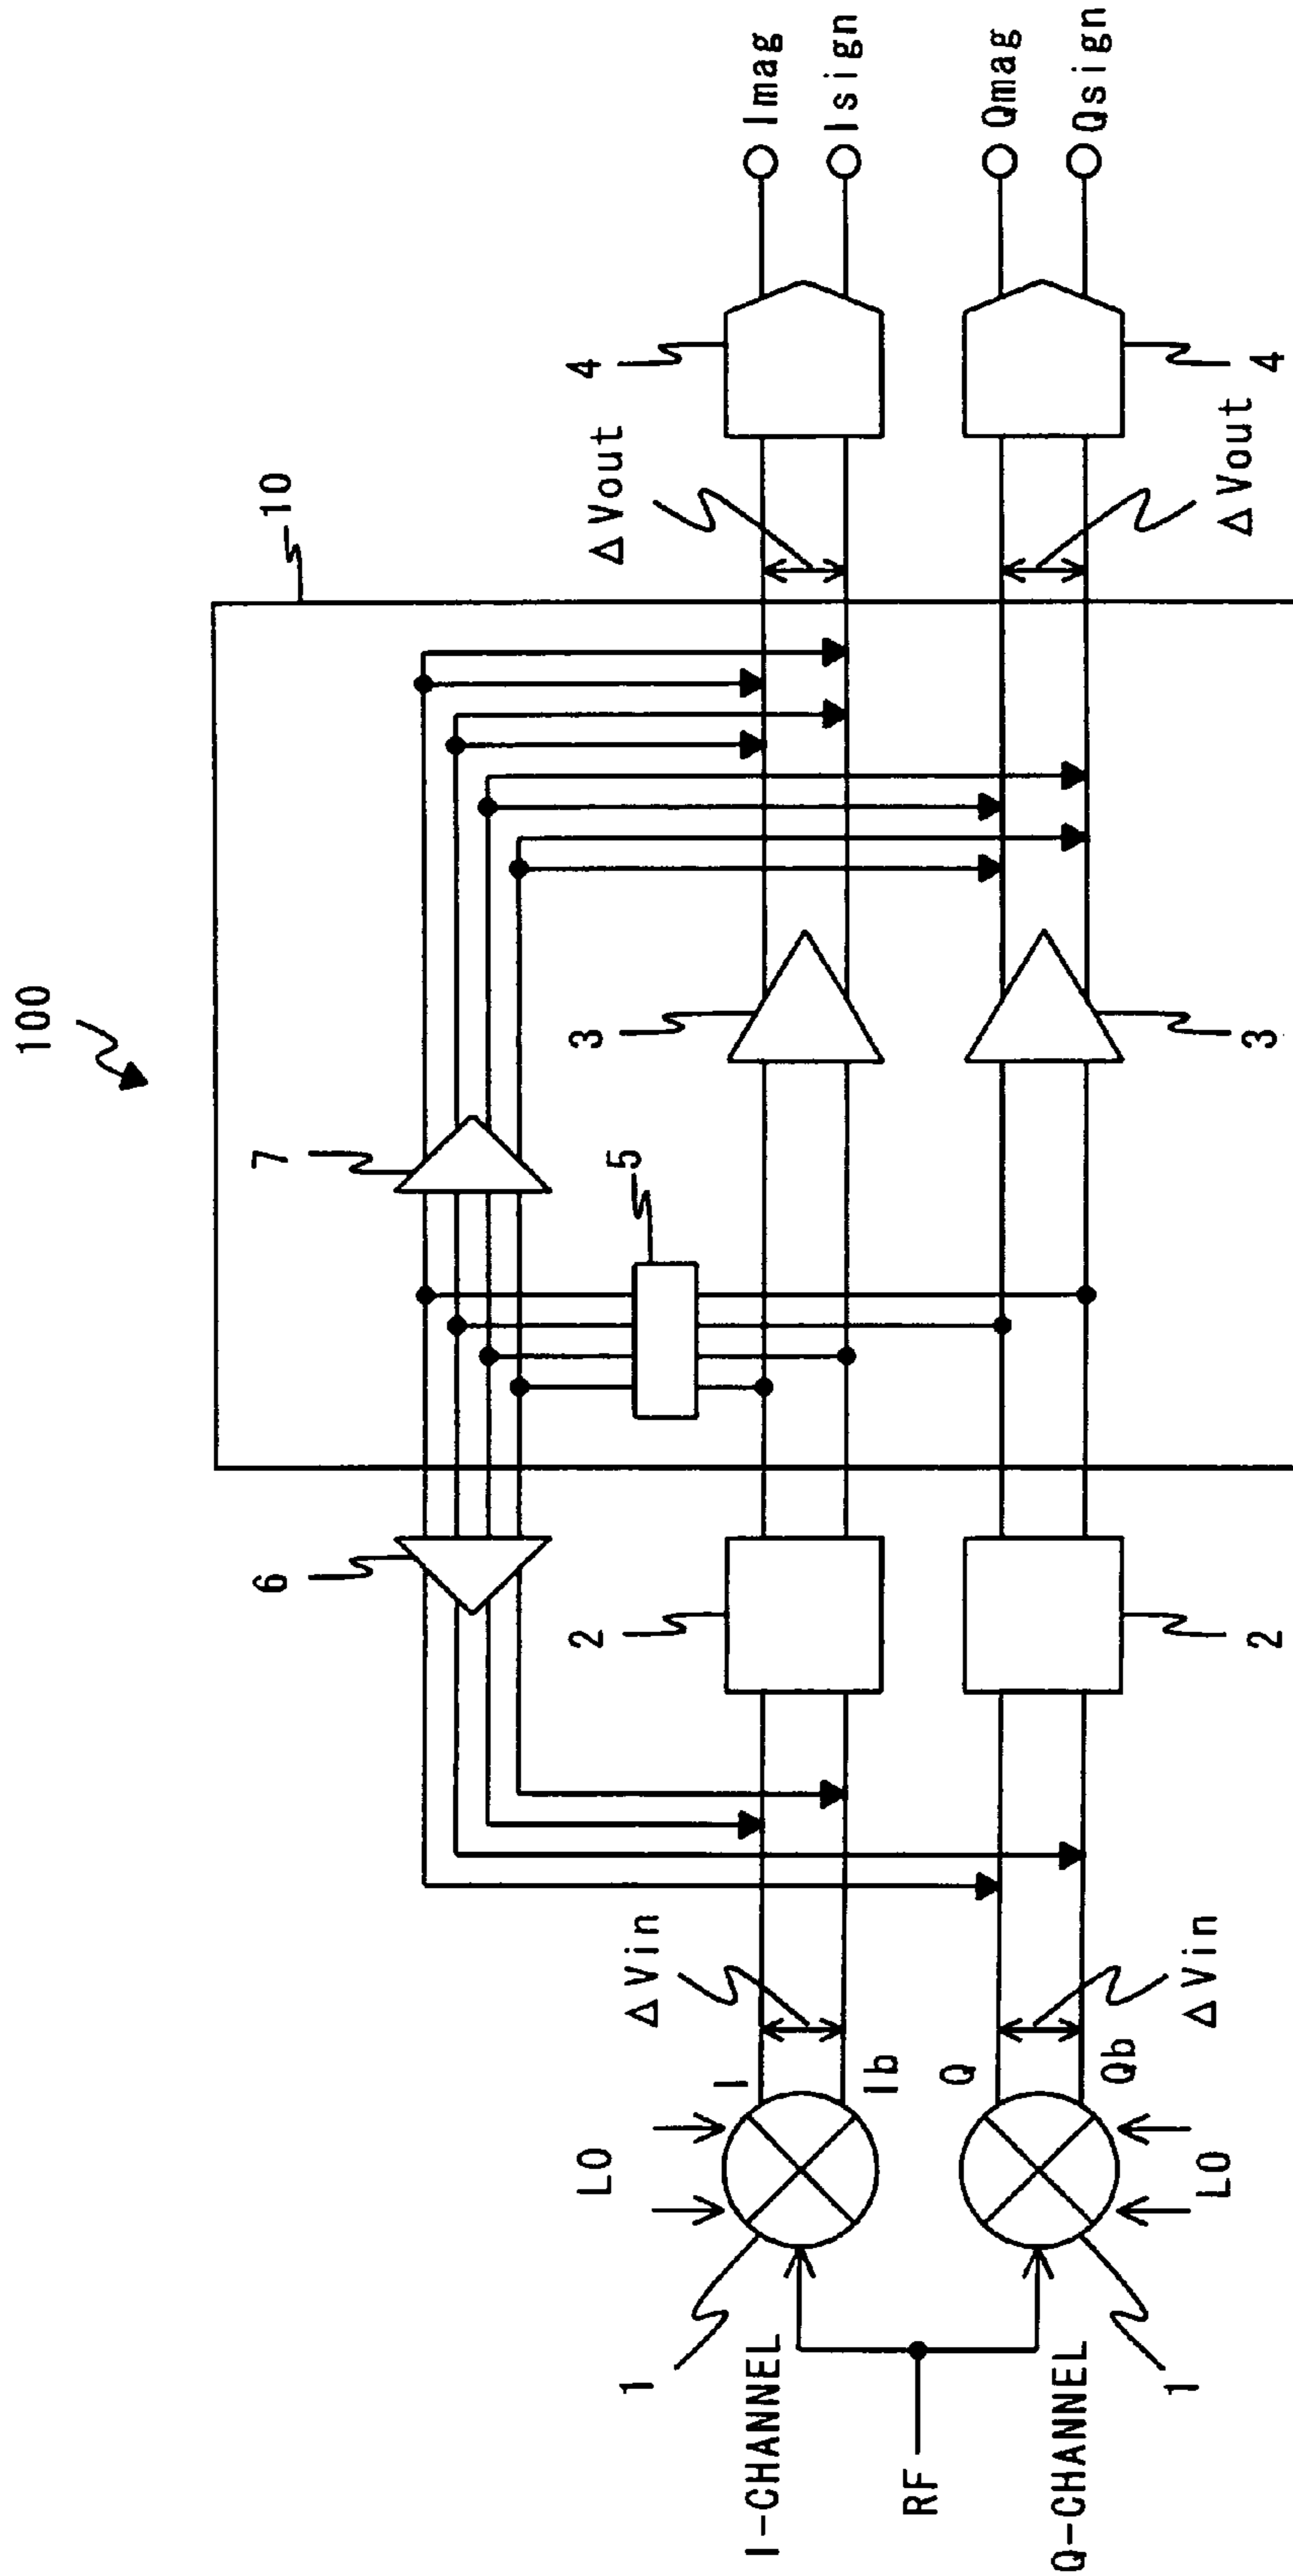 100
10
7
6
5
I-CHANNEL
1
LO
I
Ib
ΔVin
2
3
ΔVout
4
Imag
Isign
RF
Q-CHANNEL
1
LO
Q
Qb
ΔVin
2
3
ΔVout
4
Qmag
Qsign